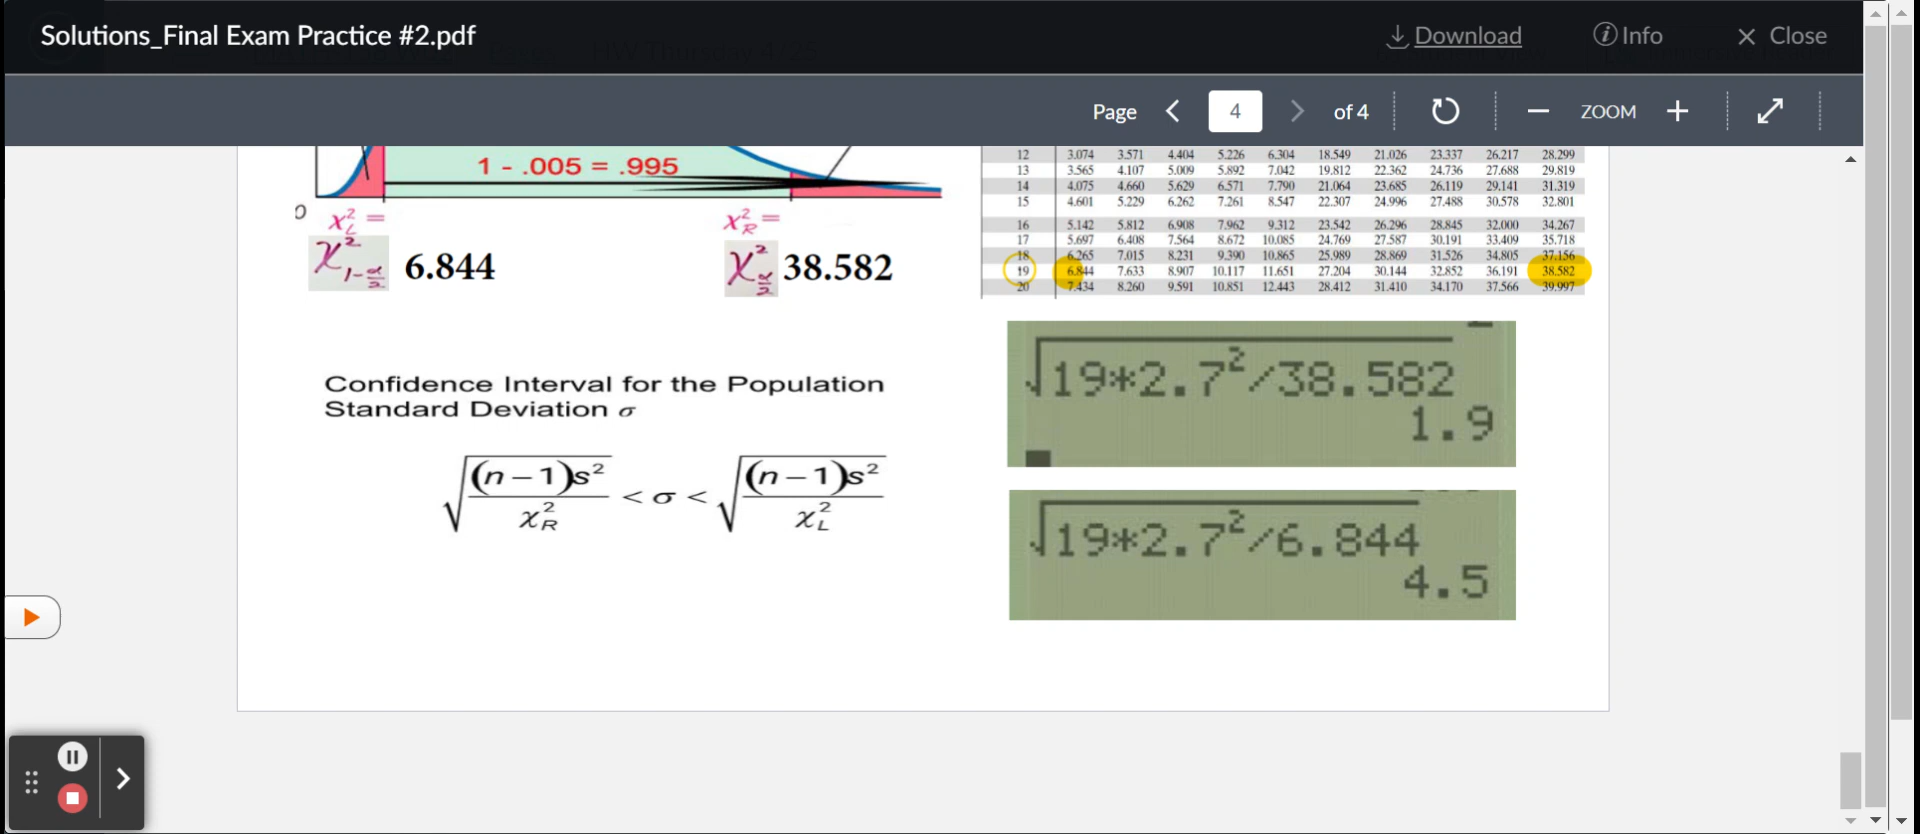 Solutions_Final Exam Practice #2.pdf
Download
Info
Close
Page
4
of 4
ZOOM
1 - .005 = .995
0
χ²L =
χ²R =
χ²1-α/2 6.844
χ²α/2 38.582
12 3.074 3.571 4.404 5.226 6.304 18.549 21.026 23.337 26.217 28.299
13 3.565 4.107 5.009 5.892 7.042 19.812 22.362 24.736 27.688 29.819
14 4.075 4.660 5.629 6.571 7.790 21.064 23.685 26.119 29.141 31.319
15 4.601 5.229 6.262 7.261 8.547 22.307 24.996 27.488 30.578 32.801
16 5.142 5.812 6.908 7.962 9.312 23.542 26.296 28.845 32.000 34.267
17 5.697 6.408 7.564 8.672 10.085 24.769 27.587 30.191 33.409 35.718
18 6.265 7.015 8.231 9.390 10.865 25.989 28.869 31.526 34.805 37.156
19 6.844 7.633 8.907 10.117 11.651 27.204 30.144 32.852 36.191 38.582
20 7.434 8.260 9.591 10.851 12.443 28.412 31.410 34.170 37.566 39.997
Confidence Interval for the Population
Standard Deviation σ
√((n − 1)s²/χ²R) < σ < √((n − 1)s²/χ²L)
√19*2.7²/38.582
1.9
√19*2.7²/6.844
4.5